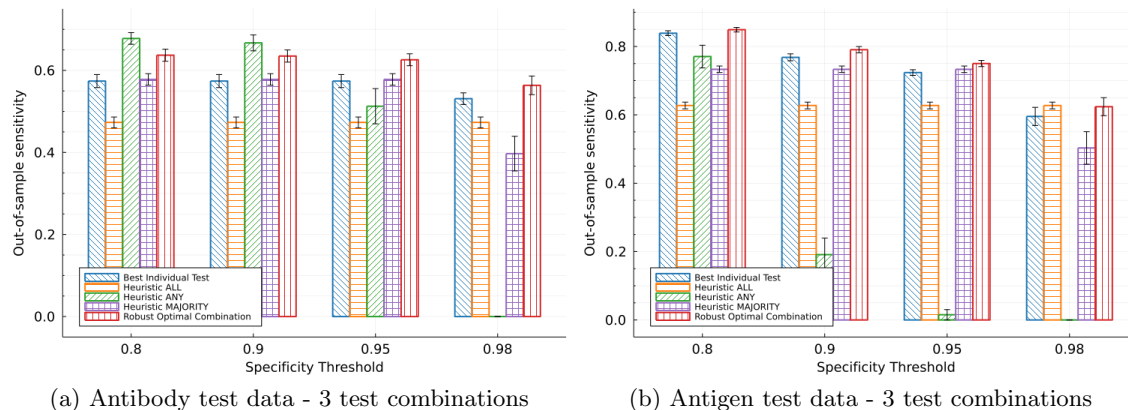 Out-of-sample sensitivity
0.6
0.4
0.2
0.0
Best Individual Test
Heuristic ALL
Heuristic ANY
Heuristic MAJORITY
Robust Optimal Combination
0.8 0.9 0.95 0.98
Specificity Threshold
(a) Antibody test data - 3 test combinations
Out-of-sample sensitivity
0.8
0.6
0.4
0.2
0.0
Best Individual Test
Heuristic ALL
Heuristic ANY
Heuristic MAJORITY
Robust Optimal Combination
0.8 0.9 0.95 0.98
Specificity Threshold
(b) Antigen test data - 3 test combinations